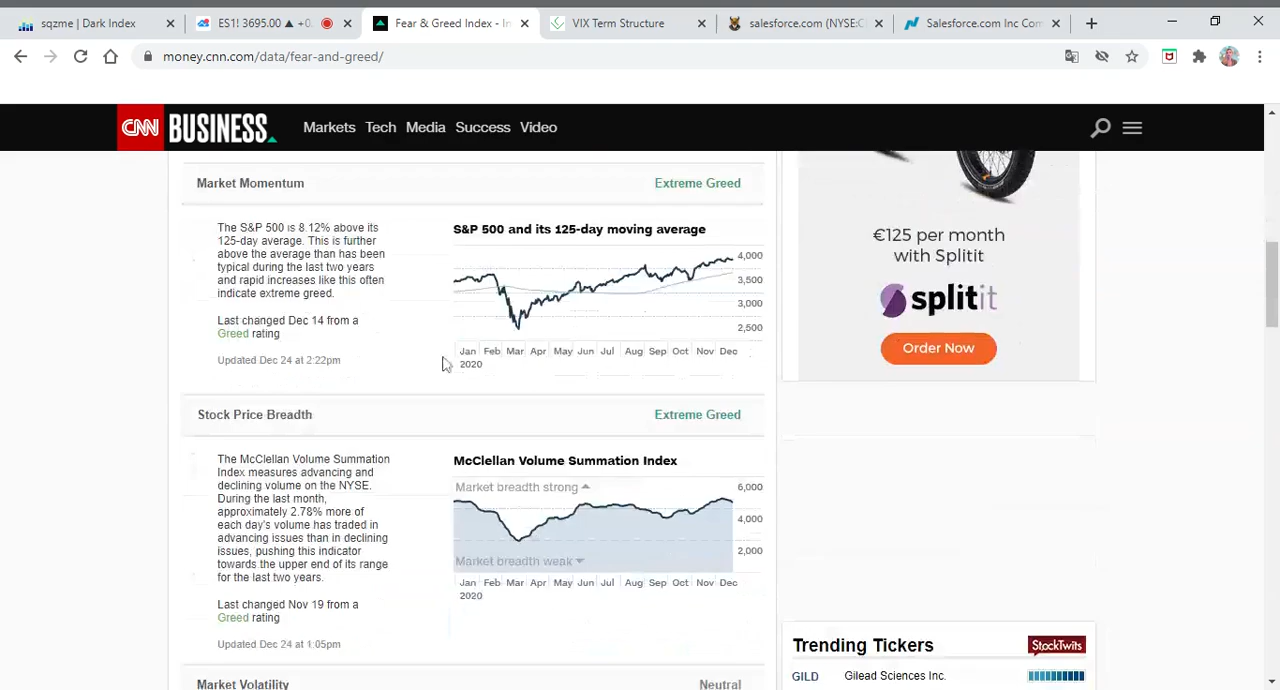 sqzme | Dark Index
ES1! 3695.00 ▲ +0.
Fear & Greed Index - In
VIX Term Structure
salesforce.com (NYSE:C
Salesforce.com Inc Com
money.cnn.com/data/fear-and-greed/
CNN BUSINESS
Markets Tech Media Success Video
Market Momentum
Extreme Greed
The S&P 500 is 8.12% above its
125-day average. This is further
above the average than has been
typical during the last two years
and rapid increases like this often
indicate extreme greed.
Last changed Dec 14 from a
Greed rating
Updated Dec 24 at 2:22pm
S&P 500 and its 125-day moving average
4,000
3,500
3,000
2,500
Jan Feb Mar Apr May Jun Jul Aug Sep Oct Nov Dec
2020
Stock Price Breadth
Extreme Greed
The McClellan Volume Summation
Index measures advancing and
declining volume on the NYSE.
During the last month,
approximately 2.78% more of
each day's volume has traded in
advancing issues than in declining
issues, pushing this indicator
towards the upper end of its range
for the last two years.
Last changed Nov 19 from a
Greed rating
Updated Dec 24 at 1:05pm
McClellan Volume Summation Index
Market breadth strong
6,000
4,000
2,000
Market breadth weak
Jan Feb Mar Apr May Jun Jul Aug Sep Oct Nov Dec
2020
Market Volatility
Neutral
€125 per month
with Splitit
splitit
Order Now
Trending Tickers
StockTwits
GILD Gilead Sciences Inc.